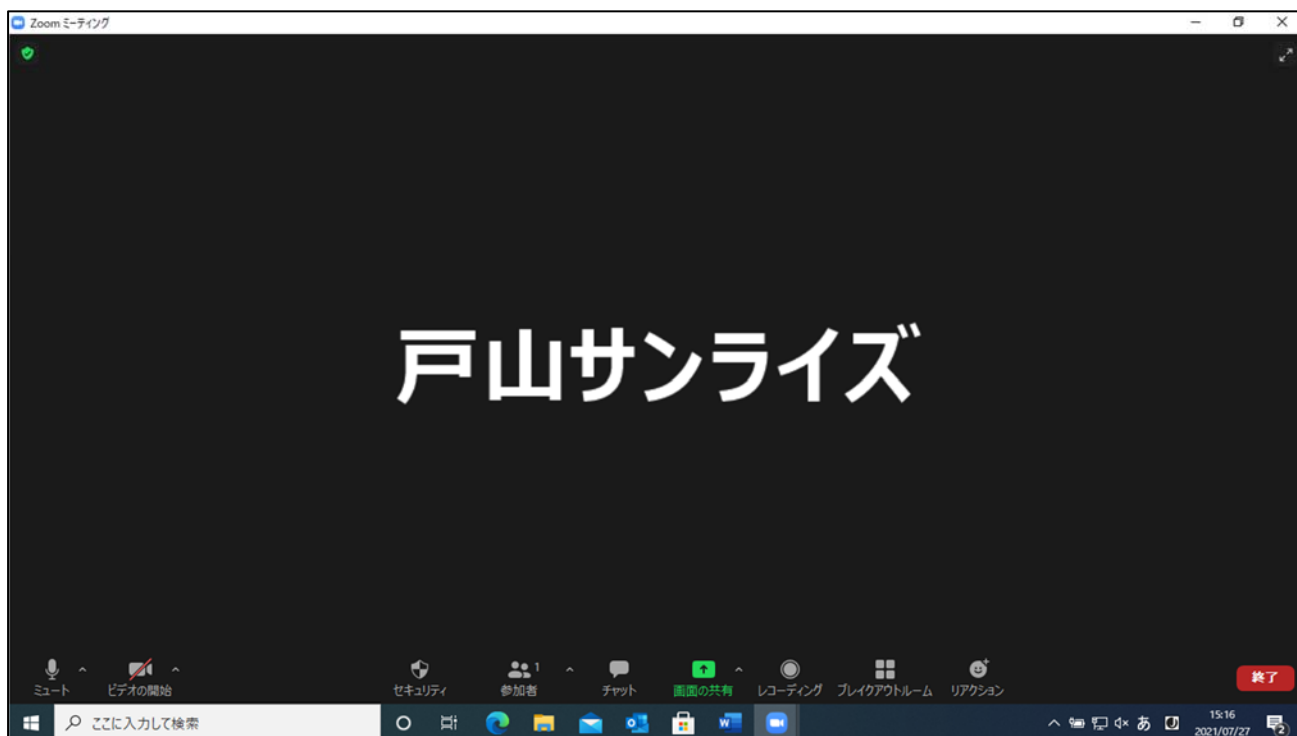 Zoom ミーティング
戸山サンライズ
ミュート
ビデオの開始
セキュリティ
1
参加者
チャット
画面の共有
レコーディング
ブレイクアウトルーム
リアクション
終了
ここに入力して検索
あ
15:16
2021/07/27
2